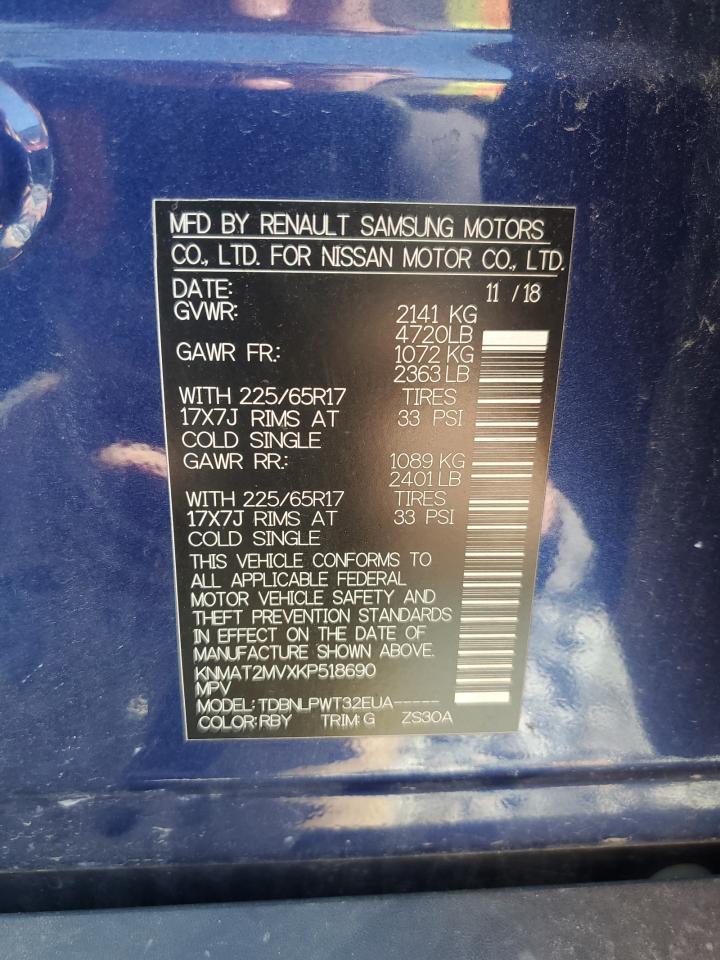 MFD BY RENAULT SAMSUNG MOTORS
CO., LTD. FOR NISSAN MOTOR CO., LTD.
DATE: 11 / 18
GVWR: 2141 KG
4720LB
GAWR FR.: 1072 KG
2363 LB
WITH 225/65R17 TIRES
17X7J RIMS AT 33 PSI
COLD SINGLE
GAWR RR.: 1089 KG
2401 LB
WITH 225/65R17 TIRES
17X7J RIMS AT 33 PSI
COLD SINGLE
THIS VEHICLE CONFORMS TO
ALL APPLICABLE FEDERAL
MOTOR VEHICLE SAFETY AND
THEFT PREVENTION STANDARDS
IN EFFECT ON THE DATE OF
MANUFACTURE SHOWN ABOVE.
KNMAT2MVXKP518690
MPV
MODEL: TDBNLPWT32EUA-----
COLOR:RBY TRIM:G ZS30A